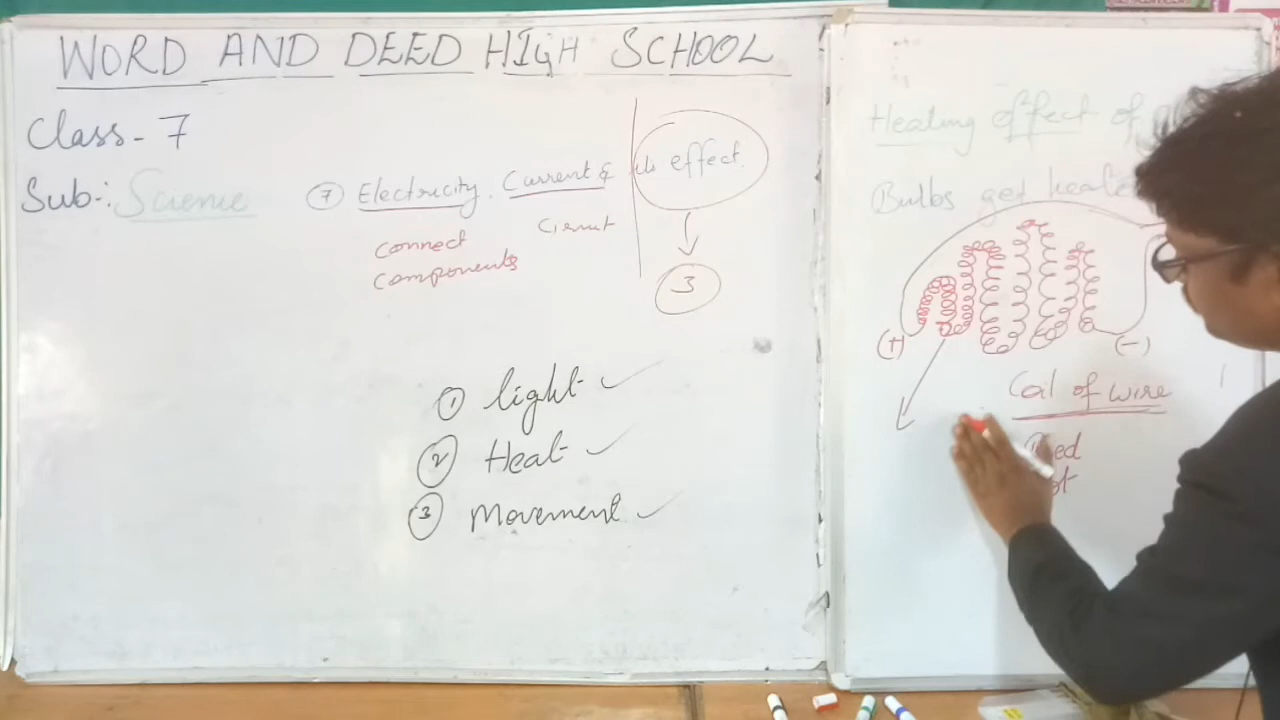 WORD AND DEED HIGH SCHOOL
Class - 7
Sub-: Science
7 Electricity Current & its effect.
Circuit
connect
components
3
1 light ✓
2 Heat ✓
3 Movement ✓
Heating effect of
Bulbs get
(+)
(-)
Coil of wire